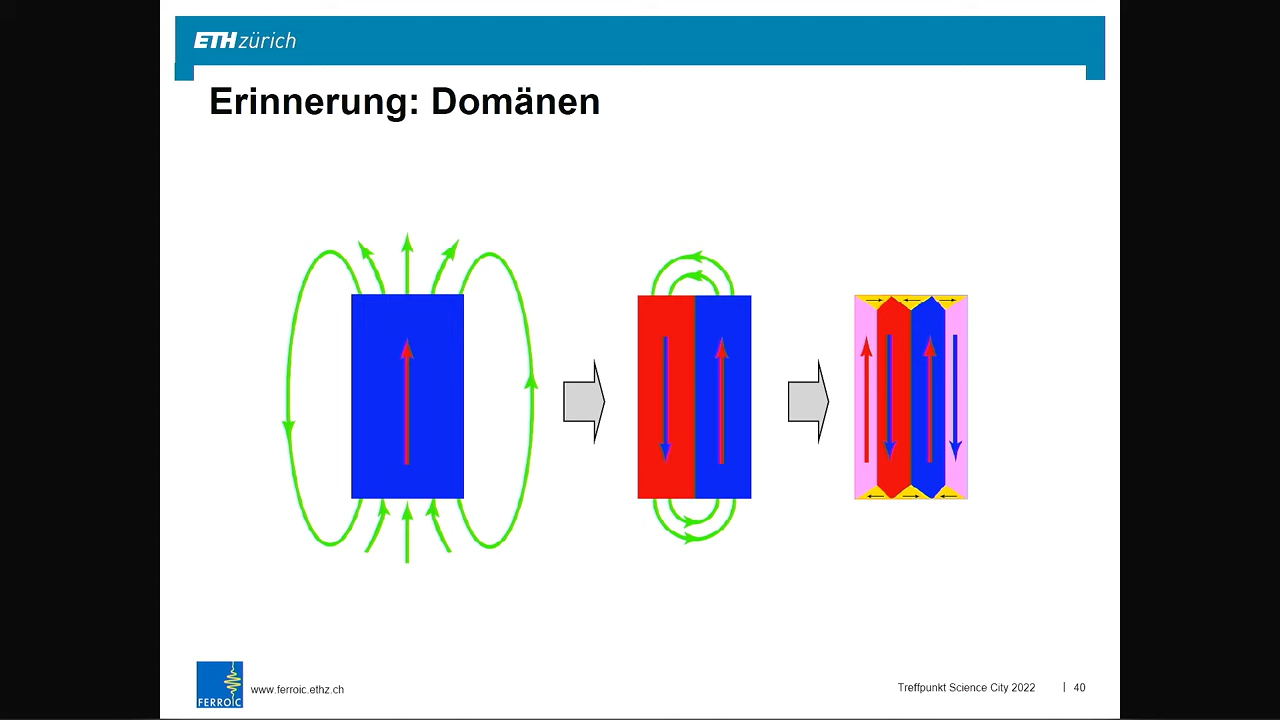 ETH zürich
Erinnerung: Domänen
FERROIC
www.ferroic.ethz.ch
Treffpunkt Science City 2022 | 40